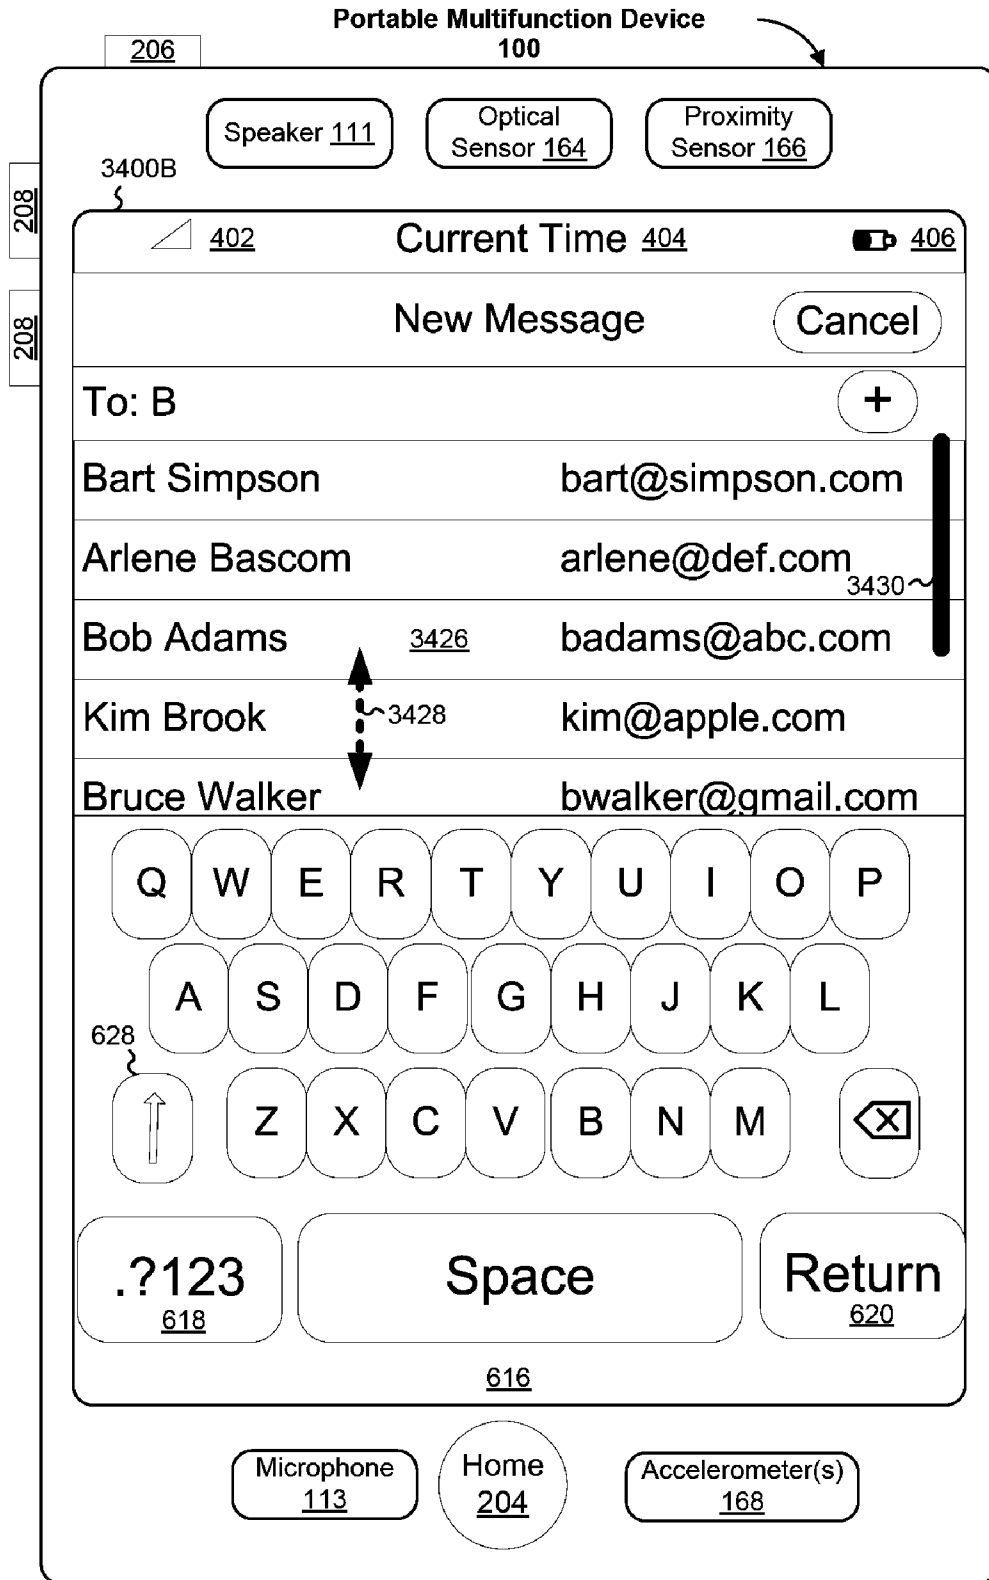 Portable Multifunction Device
100
206
Speaker 111
Optical
Sensor 164
Proximity
Sensor 166
3400B
208
208
402 Current Time 404 406
New Message Cancel
To: B +
Bart Simpson bart@simpson.com
Arlene Bascom arlene@def.com
3430
Bob Adams 3426 badams@abc.com
Kim Brook 3428 kim@apple.com
Bruce Walker bwalker@gmail.com
Q W E R T Y U I O P
A S D F G H J K L
628
Z X C V B N M
.?123 Space Return
618 620
616
Microphone
113
Home
204
Accelerometer(s)
168